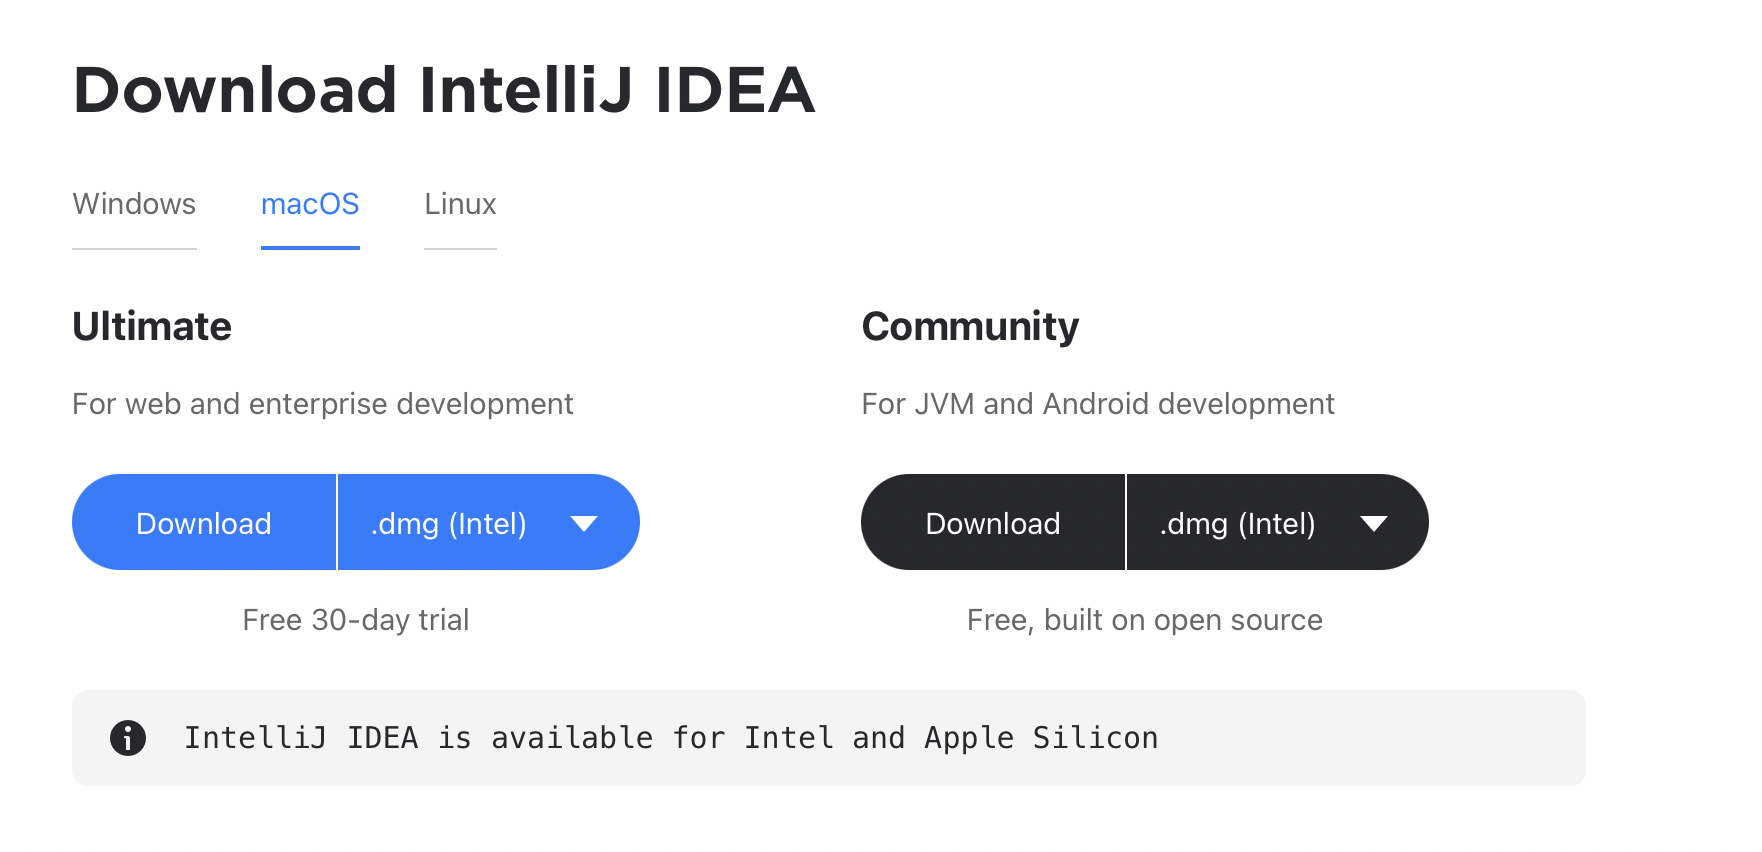 Download IntelliJ IDEA
Windows macOS Linux
Ultimate
For web and enterprise development
Download .dmg (Intel)
Free 30-day trial
Community
For JVM and Android development
Download .dmg (Intel)
Free, built on open source
IntelliJ IDEA is available for Intel and Apple Silicon